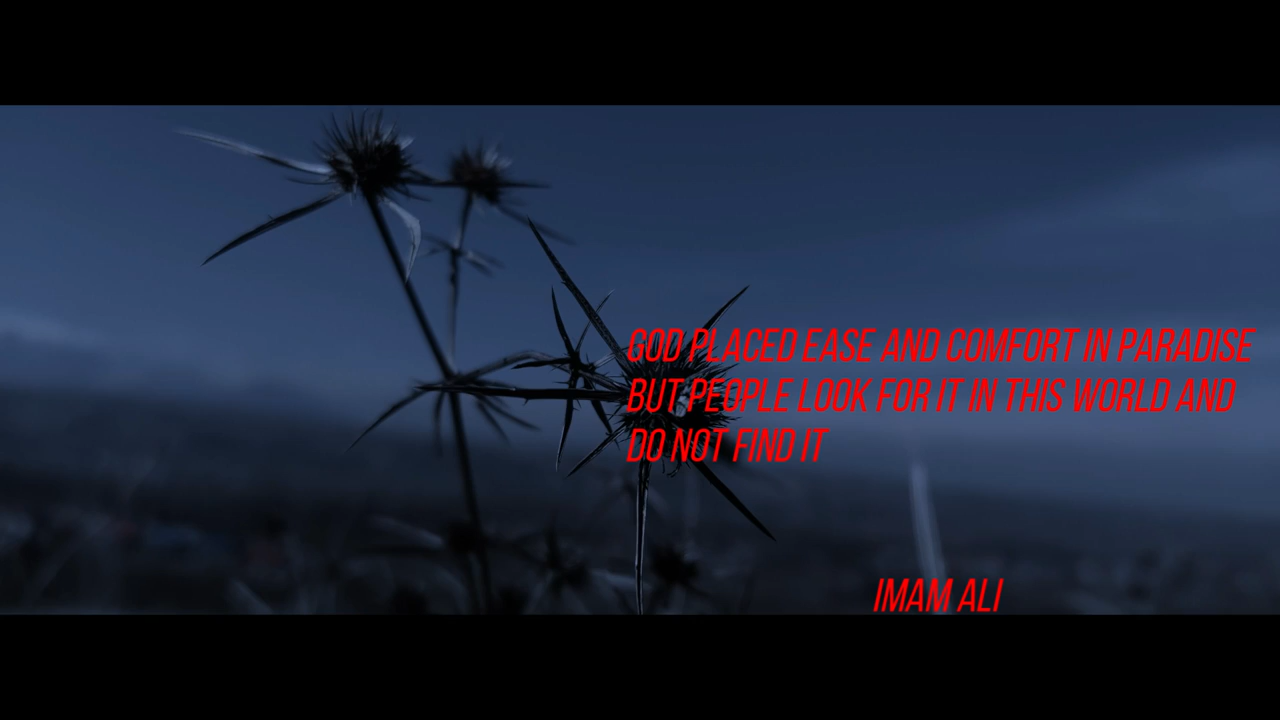 GOD PLACED EASE AND COMFORT IN PARADISE
BUT PEOPLE LOOK FOR IT IN THIS WORLD AND
DO NOT FIND IT
IMAM ALI